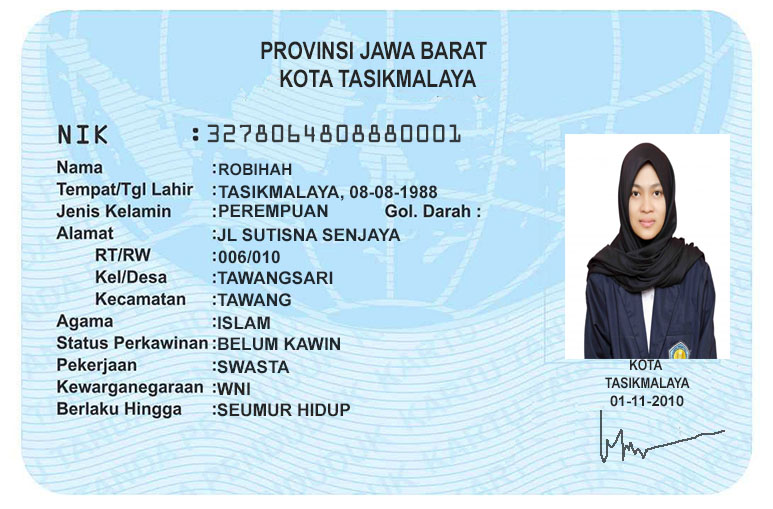 PROVINSI JAWA BARAT
KOTA TASIKMALAYA
NIK : 3278064808880001
Nama : ROBIHAH
Tempat/Tgl Lahir : TASIKMALAYA, 08-08-1988
Jenis Kelamin : PEREMPUAN Gol. Darah :
Alamat : JL SUTISNA SENJAYA
RT/RW : 006/010
Kel/Desa : TAWANGSARI
Kecamatan : TAWANG
Agama : ISLAM
Status Perkawinan : BELUM KAWIN
Pekerjaan : SWASTA
Kewarganegaraan : WNI
Berlaku Hingga : SEUMUR HIDUP
KOTA
TASIKMALAYA
01-11-2010